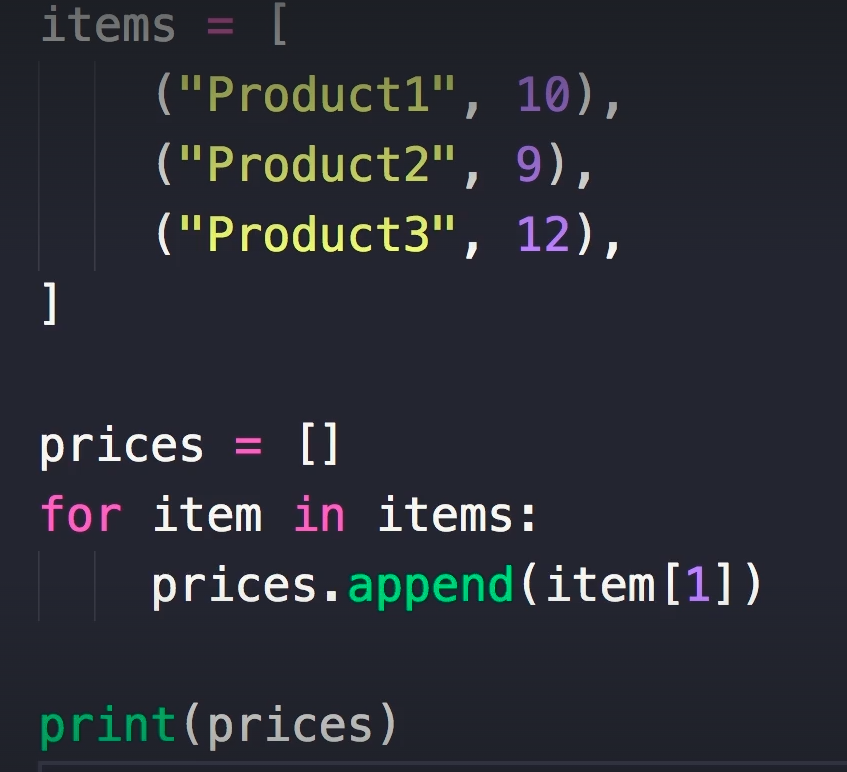 items = [
    ("Product1", 10),
    ("Product2", 9),
    ("Product3", 12),
]
prices = []
for item in items:
    prices.append(item[1])
print(prices)